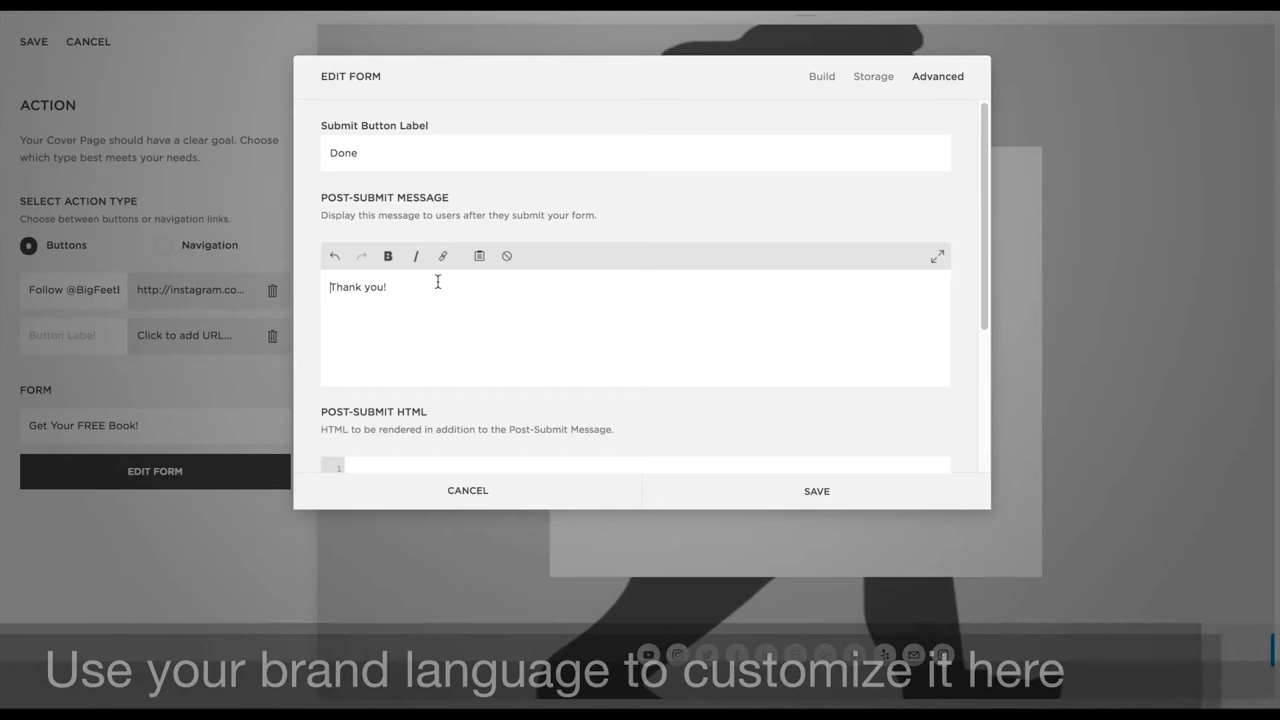 SAVE CANCEL
ACTION
Your Cover Page should have a clear goal. Choose
which type best meets your needs.
SELECT ACTION TYPE
Choose between buttons or navigation links.
Buttons Navigation
Follow @BigFeetE http://instagram.co...
Button Label Click to add URL...
FORM
Get Your FREE Book!
EDIT FORM
EDIT FORM Build Storage Advanced
Submit Button Label
Done
POST-SUBMIT MESSAGE
Display this message to users after they submit your form.
B I
Thank you!
POST-SUBMIT HTML
HTML to be rendered in addition to the Post-Submit Message.
1
CANCEL SAVE
Use your brand language to customize it here